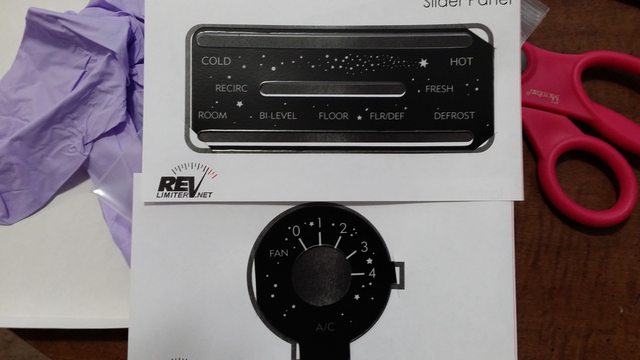 Slider Panel
COLD HOT
RECIRC FRESH
ROOM BI-LEVEL FLOOR FLR/DEF DEFROST
REV
LIMITER.NET
0 1 2 3 4
FAN
A/C